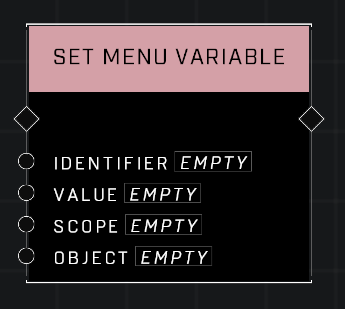 SET MENU VARIABLE
IDENTIFIER EMPTY
VALUE EMPTY
SCOPE EMPTY
OBJECT EMPTY